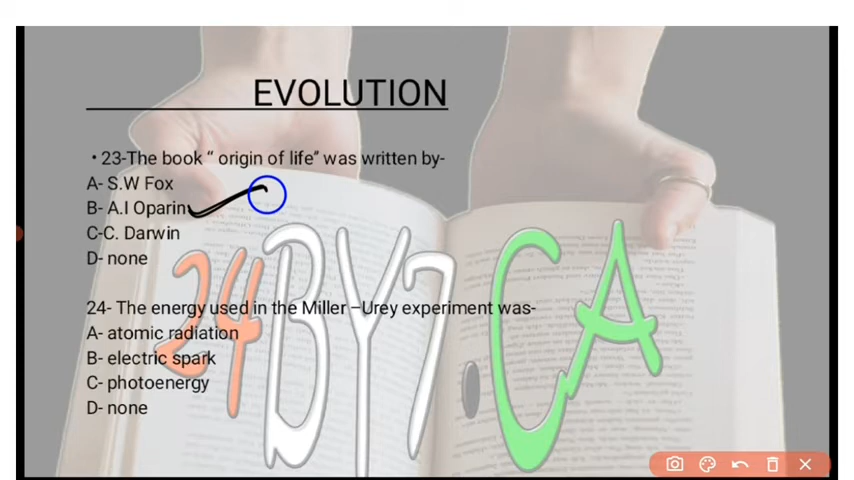 EVOLUTION
• 23-The book “ origin of life” was written by-
A- S.W Fox
B- A.I Oparin
C-C. Darwin
D- none
24- The energy used in the Miller –Urey experiment was-
A- atomic radiation
B- electric spark
C- photoenergy
D- none
24BY7.CA